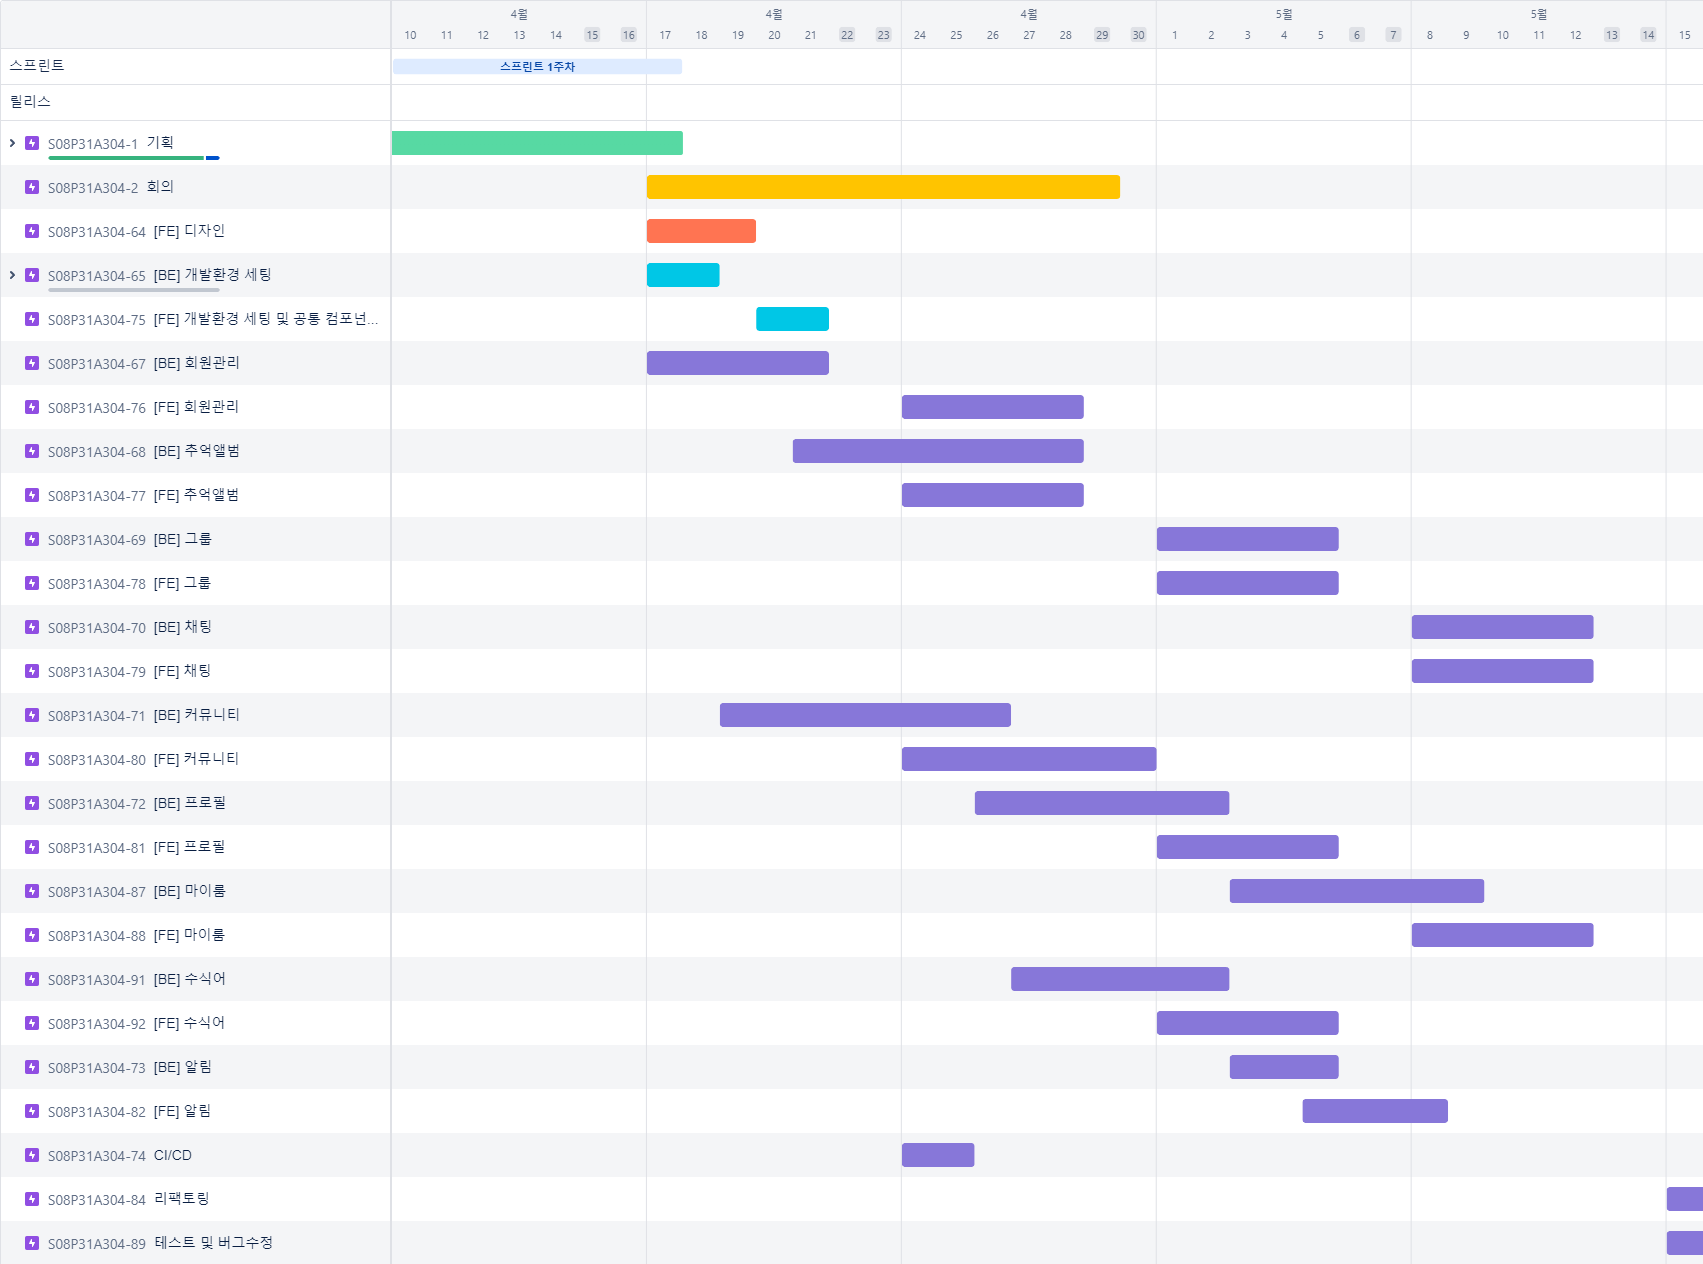 4월 4월 4월 5월 5월
10 11 12 13 14 15 16 17 18 19 20 21 22 23 24 25 26 27 28 29 30 1 2 3 4 5 6 7 8 9 10 11 12 13 14 15
스프린트 스프린트 1주차
릴리스
S08P31A304-1 기획
S08P31A304-2 회의
S08P31A304-64 [FE] 디자인
S08P31A304-65 [BE] 개발환경 세팅
S08P31A304-75 [FE] 개발환경 세팅 및 공통 컴포넌...
S08P31A304-67 [BE] 회원관리
S08P31A304-76 [FE] 회원관리
S08P31A304-68 [BE] 추억앨범
S08P31A304-77 [FE] 추억앨범
S08P31A304-69 [BE] 그룹
S08P31A304-78 [FE] 그룹
S08P31A304-70 [BE] 채팅
S08P31A304-79 [FE] 채팅
S08P31A304-71 [BE] 커뮤니티
S08P31A304-80 [FE] 커뮤니티
S08P31A304-72 [BE] 프로필
S08P31A304-81 [FE] 프로필
S08P31A304-87 [BE] 마이룸
S08P31A304-88 [FE] 마이룸
S08P31A304-91 [BE] 수식어
S08P31A304-92 [FE] 수식어
S08P31A304-73 [BE] 알림
S08P31A304-82 [FE] 알림
S08P31A304-74 CI/CD
S08P31A304-84 리팩토링
S08P31A304-89 테스트 및 버그수정